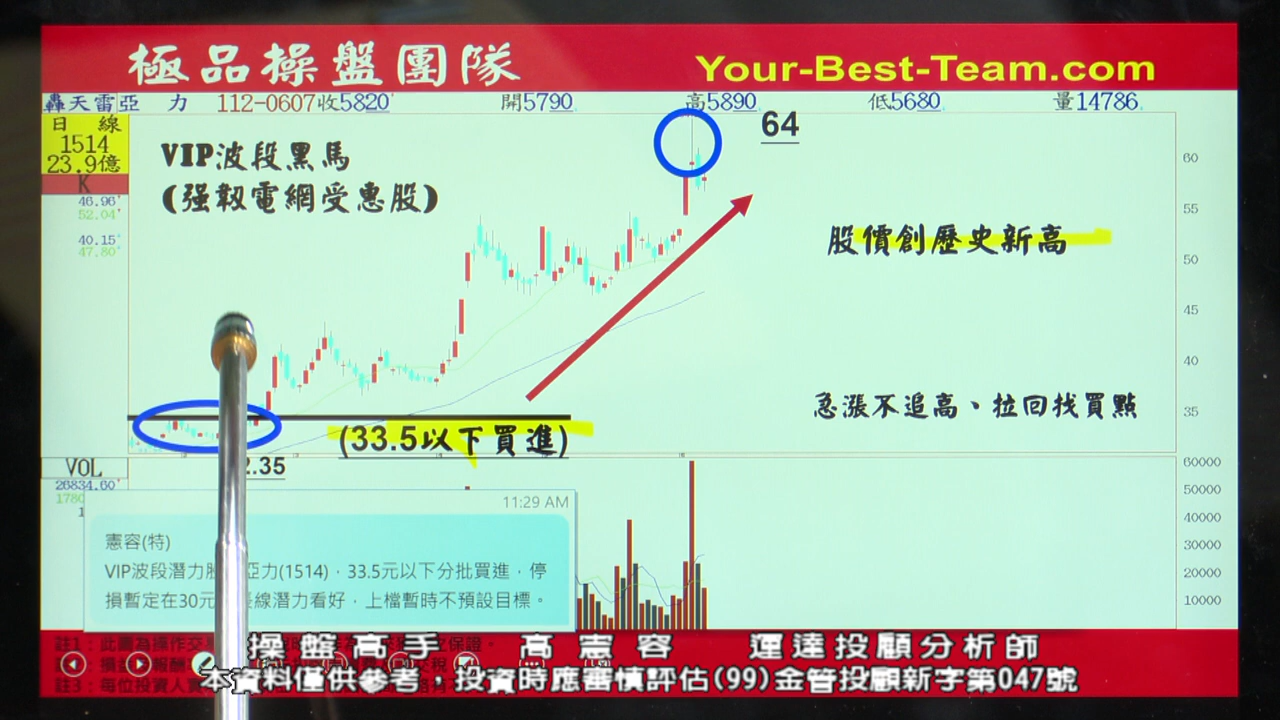 極品操盤團隊
Your-Best-Team.com
轟天雷亞 力 112-0607收5820 開5790 高5890 低5680 量14786
日 線
1514
23.9億
K
46.96
52.04
40.15
47.80
VIP波段黑馬
(强韌電網受惠股)
64
股價創歷史新高
急漲不追高、拉回找買點
(33.5以下買進)
2.35
60
55
50
45
40
35
VOL
26834.60
1780
60000
50000
40000
30000
20000
10000
11:29 AM
憲容(特)
VIP波段潛力 亞力(1514)，33.5元以下分批買進，停
損暫定在30元 長線潛力看好，上檔暫時不預設目標。
操盤高手 高憲容 運達投顧分析師
本資料僅供參考，投資時應審慎評估(99)金管投顧新字第047號